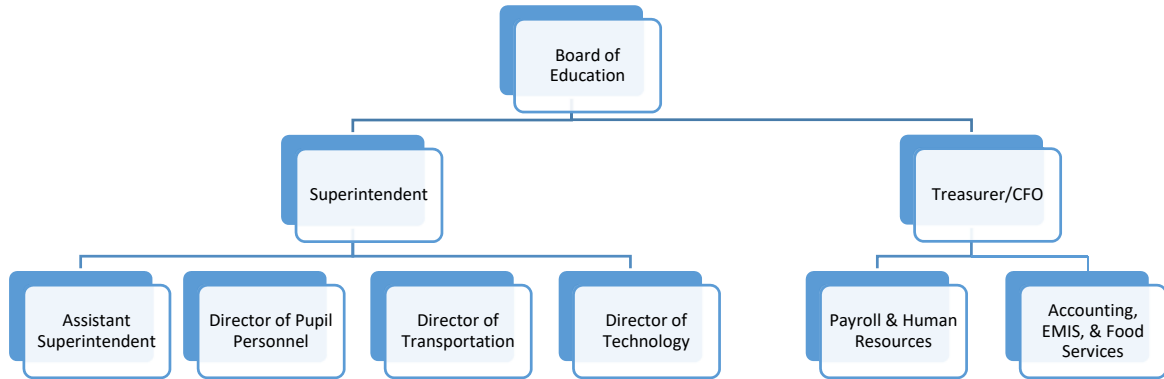 Board of
Education
Superintendent
Treasurer/CFO
Assistant
Superintendent
Director of Pupil
Personnel
Director of
Transportation
Director of
Technology
Payroll & Human
Resources
Accounting,
EMIS, & Food
Services